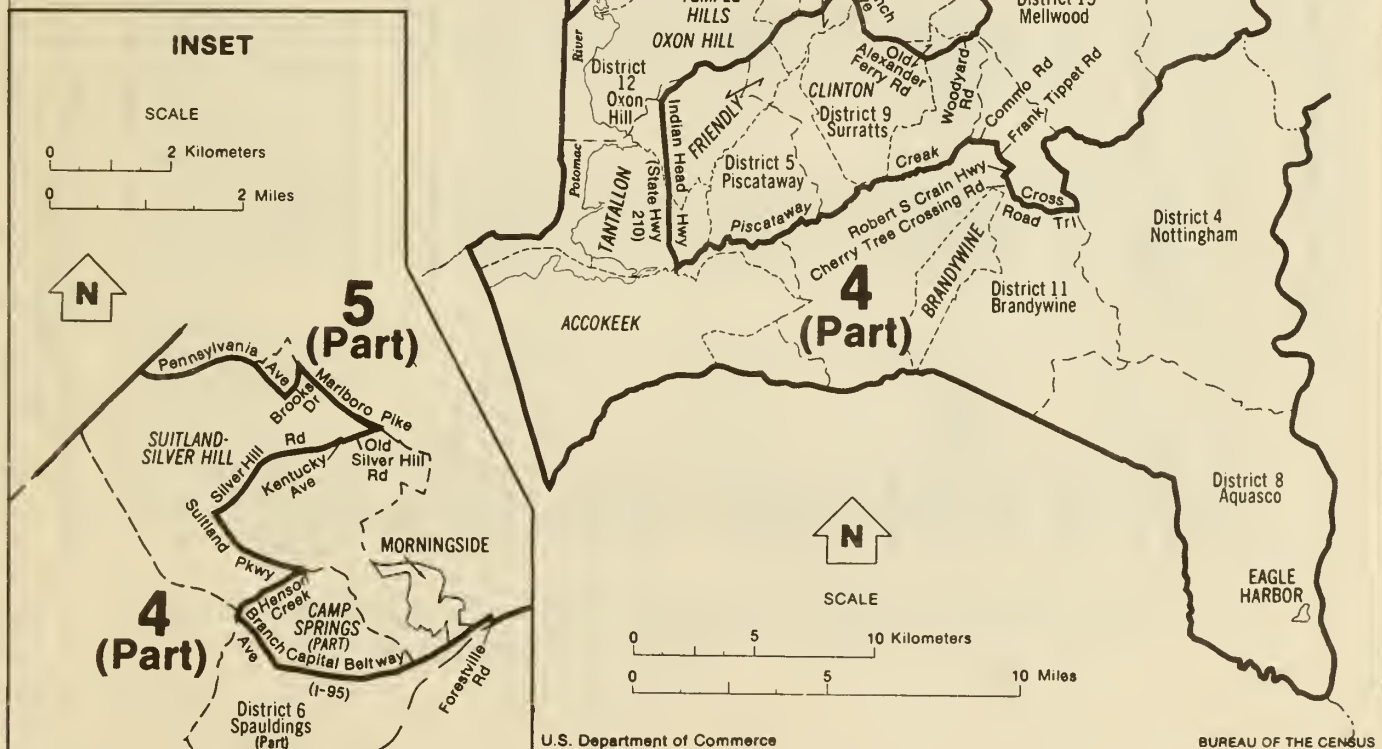 INSET
SCALE
0 2 Kilometers
0 2 Miles
N
5
(Part)
Pennsylvania
Ave
Brooks
Dr
Marlboro Pike
SUITLAND-
SILVER HILL
Silver Hill
Rd
Kentucky
Ave
Old
Silver Hill
Rd
Suitland
Pkwy
MORNINGSIDE
Henson
Creek
CAMP
SPRINGS
(PART)
4
(Part)
Branch
Ave
Capital Beltway
(I-95)
Forestville
Rd
District 6
Spauldings
(Part)
HILLS
OXON HILL
River
Potomac
District
12
Oxon
Hill
Indian Head
Hwy
(State Hwy
210)
TANTALLON
FRIENDLY
District 5
Piscataway
CLINTON
District 9
Surratts
Old
Alexander
Ferry Rd
Woodyard
Rd
Mellwood
Commo Rd
Frank Tippet Rd
Piscataway
Creek
Robert S Crain Hwy
Cherry Tree Crossing Rd
Cross
Road Trl
District 4
Nottingham
ACCOKEEK
4
(Part)
BRANDYWINE
District 11
Brandywine
District 8
Aquasco
EAGLE
HARBOR
N
SCALE
0 5 10 Kilometers
0 5 10 Miles
U.S. Department of Commerce
BUREAU OF THE CENSUS